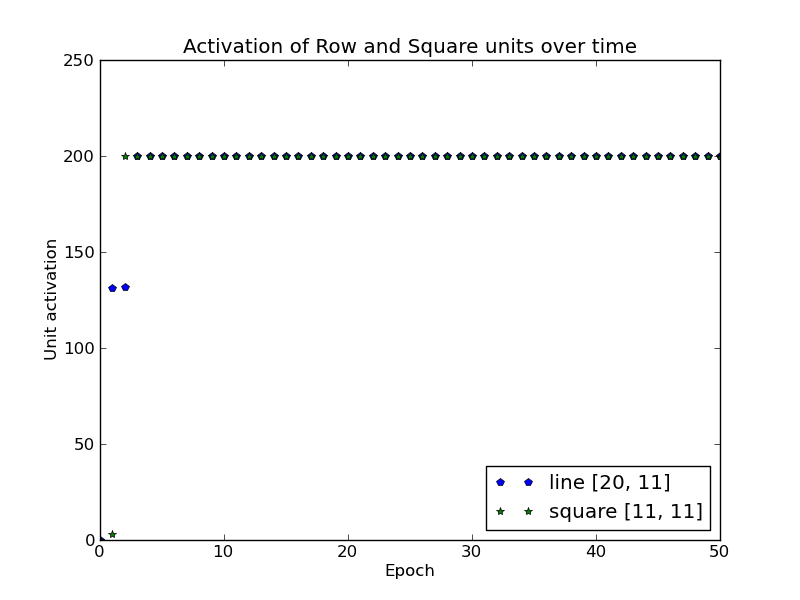 Activation of Row and Square units over time
250
200
150
100
50
0
Unit activation
line [20, 11]
square [11, 11]
0 10 20 30 40 50
Epoch